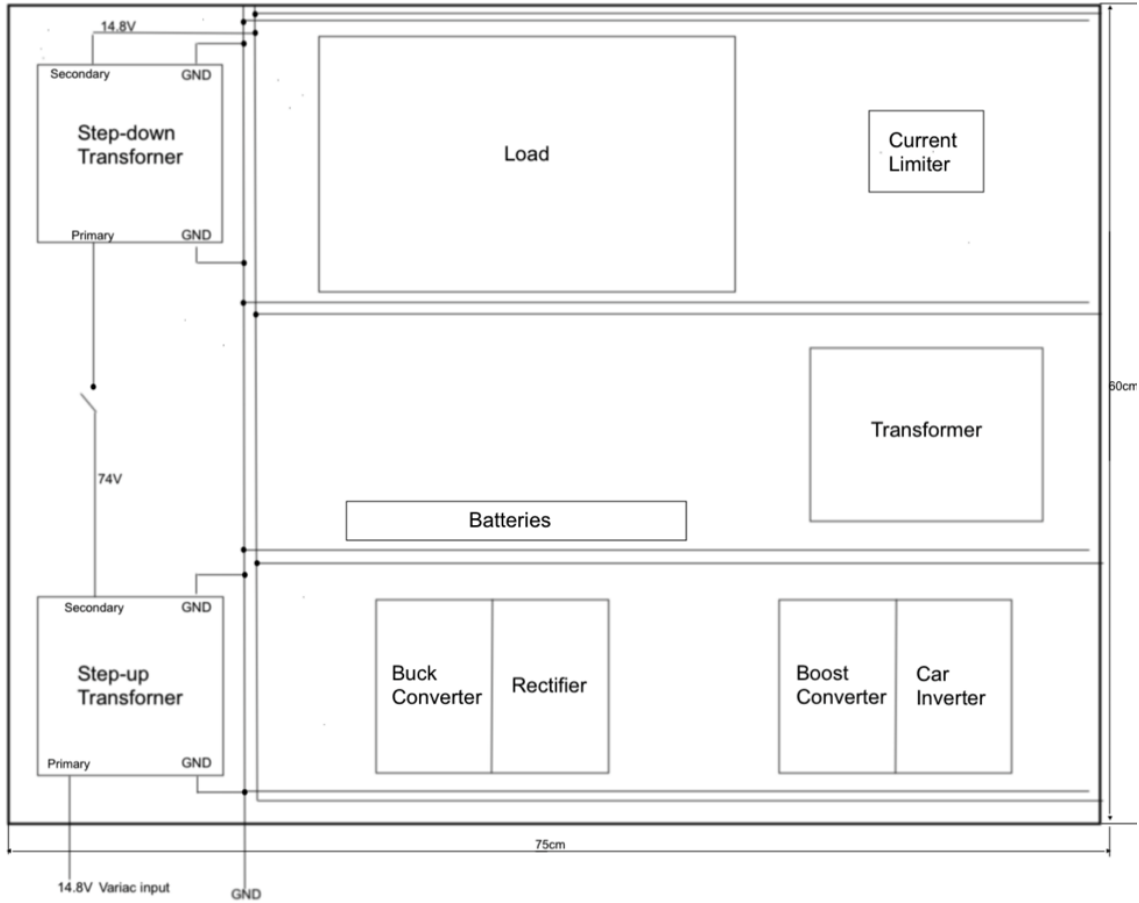 14.8V
Secondary
GND
Step-down
Transforner
Primary
GND
Load
Current
Limiter
60cm
Transformer
74V
Batteries
Secondary
GND
Step-up
Transforner
Primary
GND
Buck
Converter
Rectifier
Boost
Converter
Car
Inverter
75cm
14.8V Variac input
GND